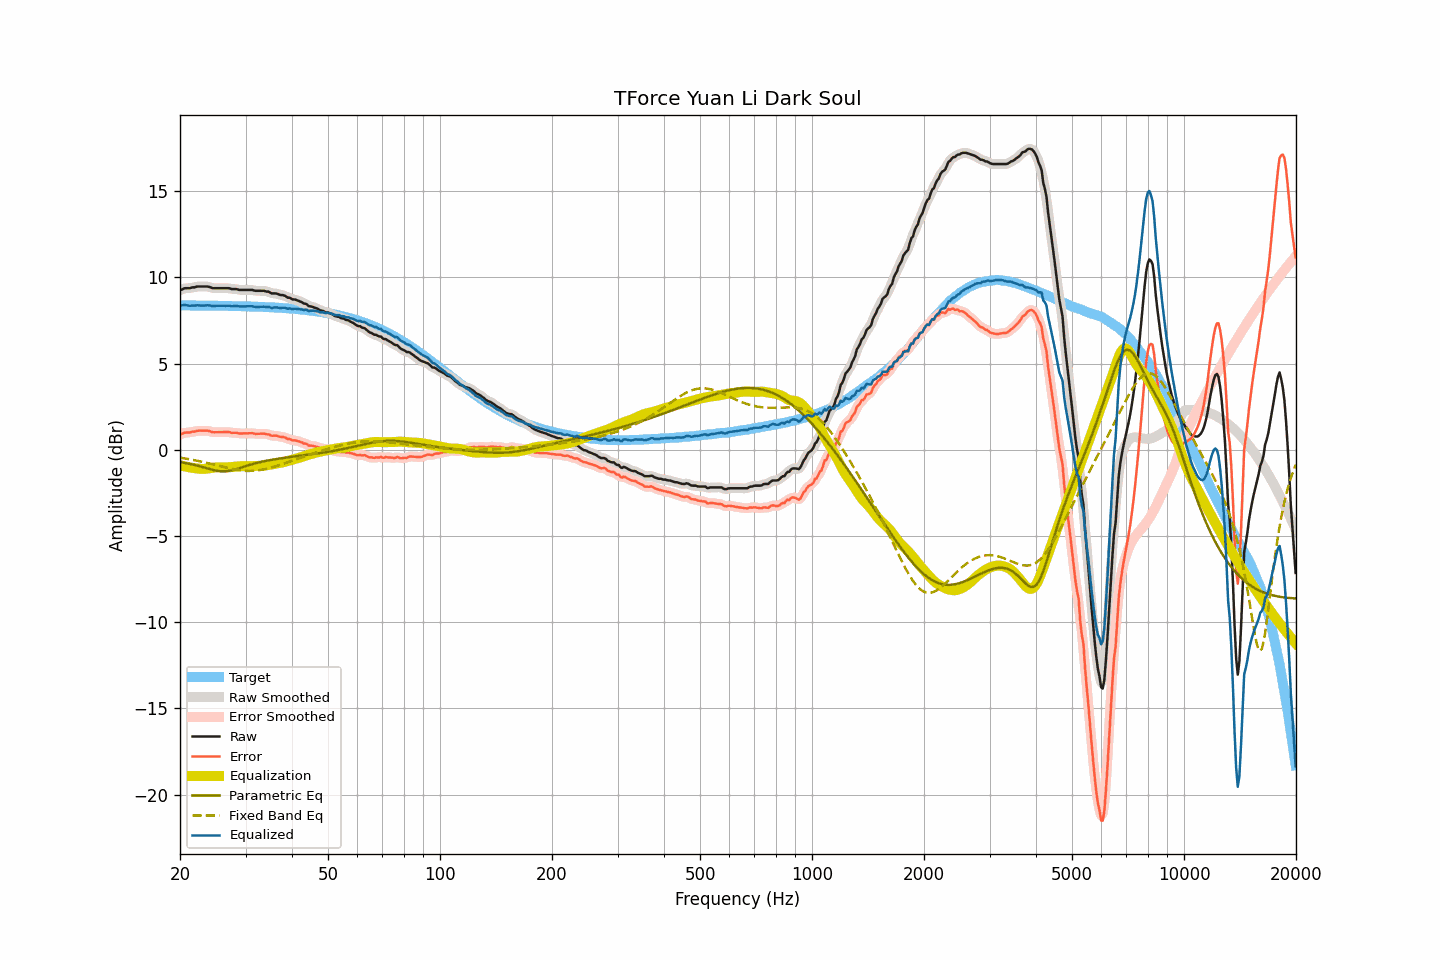 TForce Yuan Li Dark Soul
Amplitude (dBr)
15
10
5
0
−5
−10
−15
−20
Target
Raw Smoothed
Error Smoothed
Raw
Error
Equalization
Parametric Eq
Fixed Band Eq
Equalized
20 50 100 200 500 1000 2000 5000 10000 20000
Frequency (Hz)